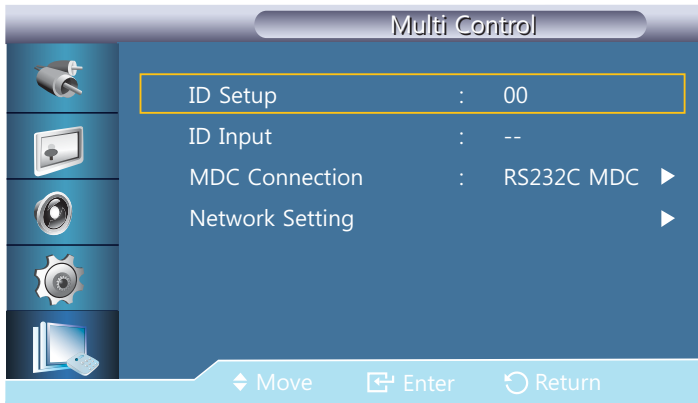 Multi Control
ID Setup : 00
ID Input : --
MDC Connection : RS232C MDC
Network Setting
Move Enter Return